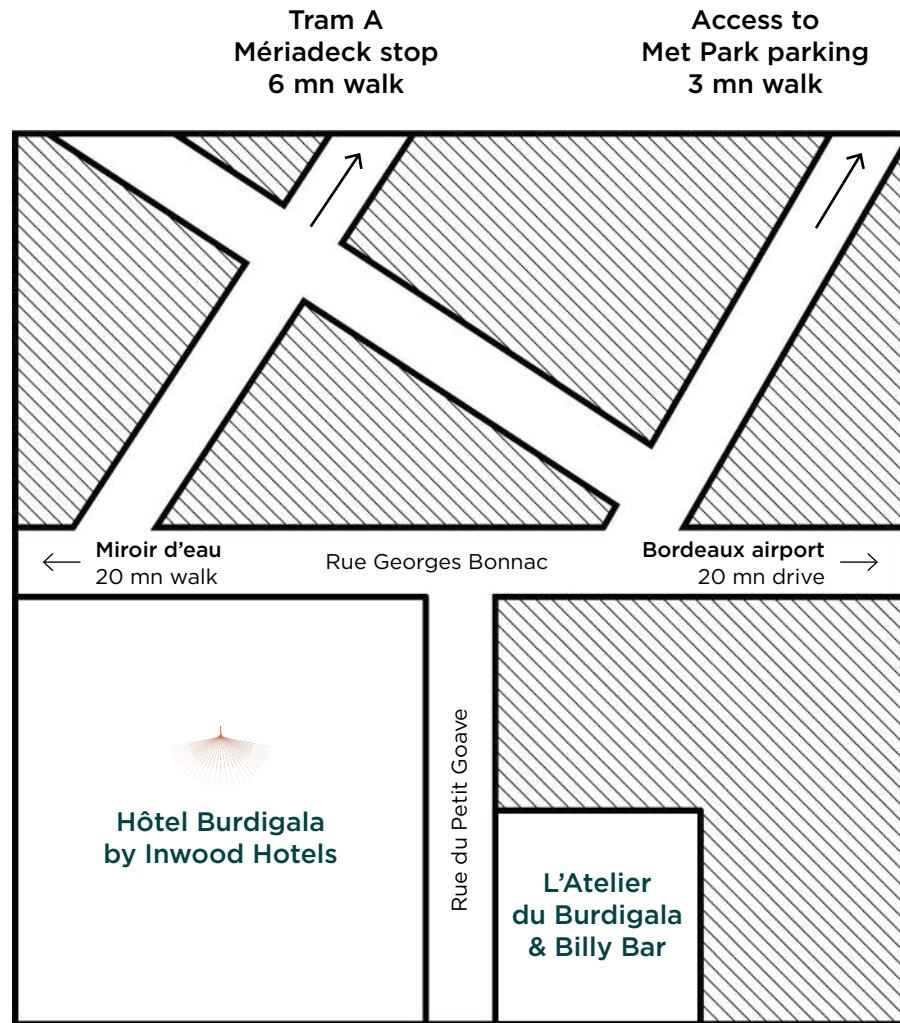 Tram A
Mériadeck stop
6 mn walk
Access to
Met Park parking
3 mn walk
Miroir d'eau
20 mn walk
Rue Georges Bonnac
Bordeaux airport
20 mn drive
Hôtel Burdigala
by Inwood Hotels
Rue du Petit Goave
L'Atelier
du Burdigala
& Billy Bar